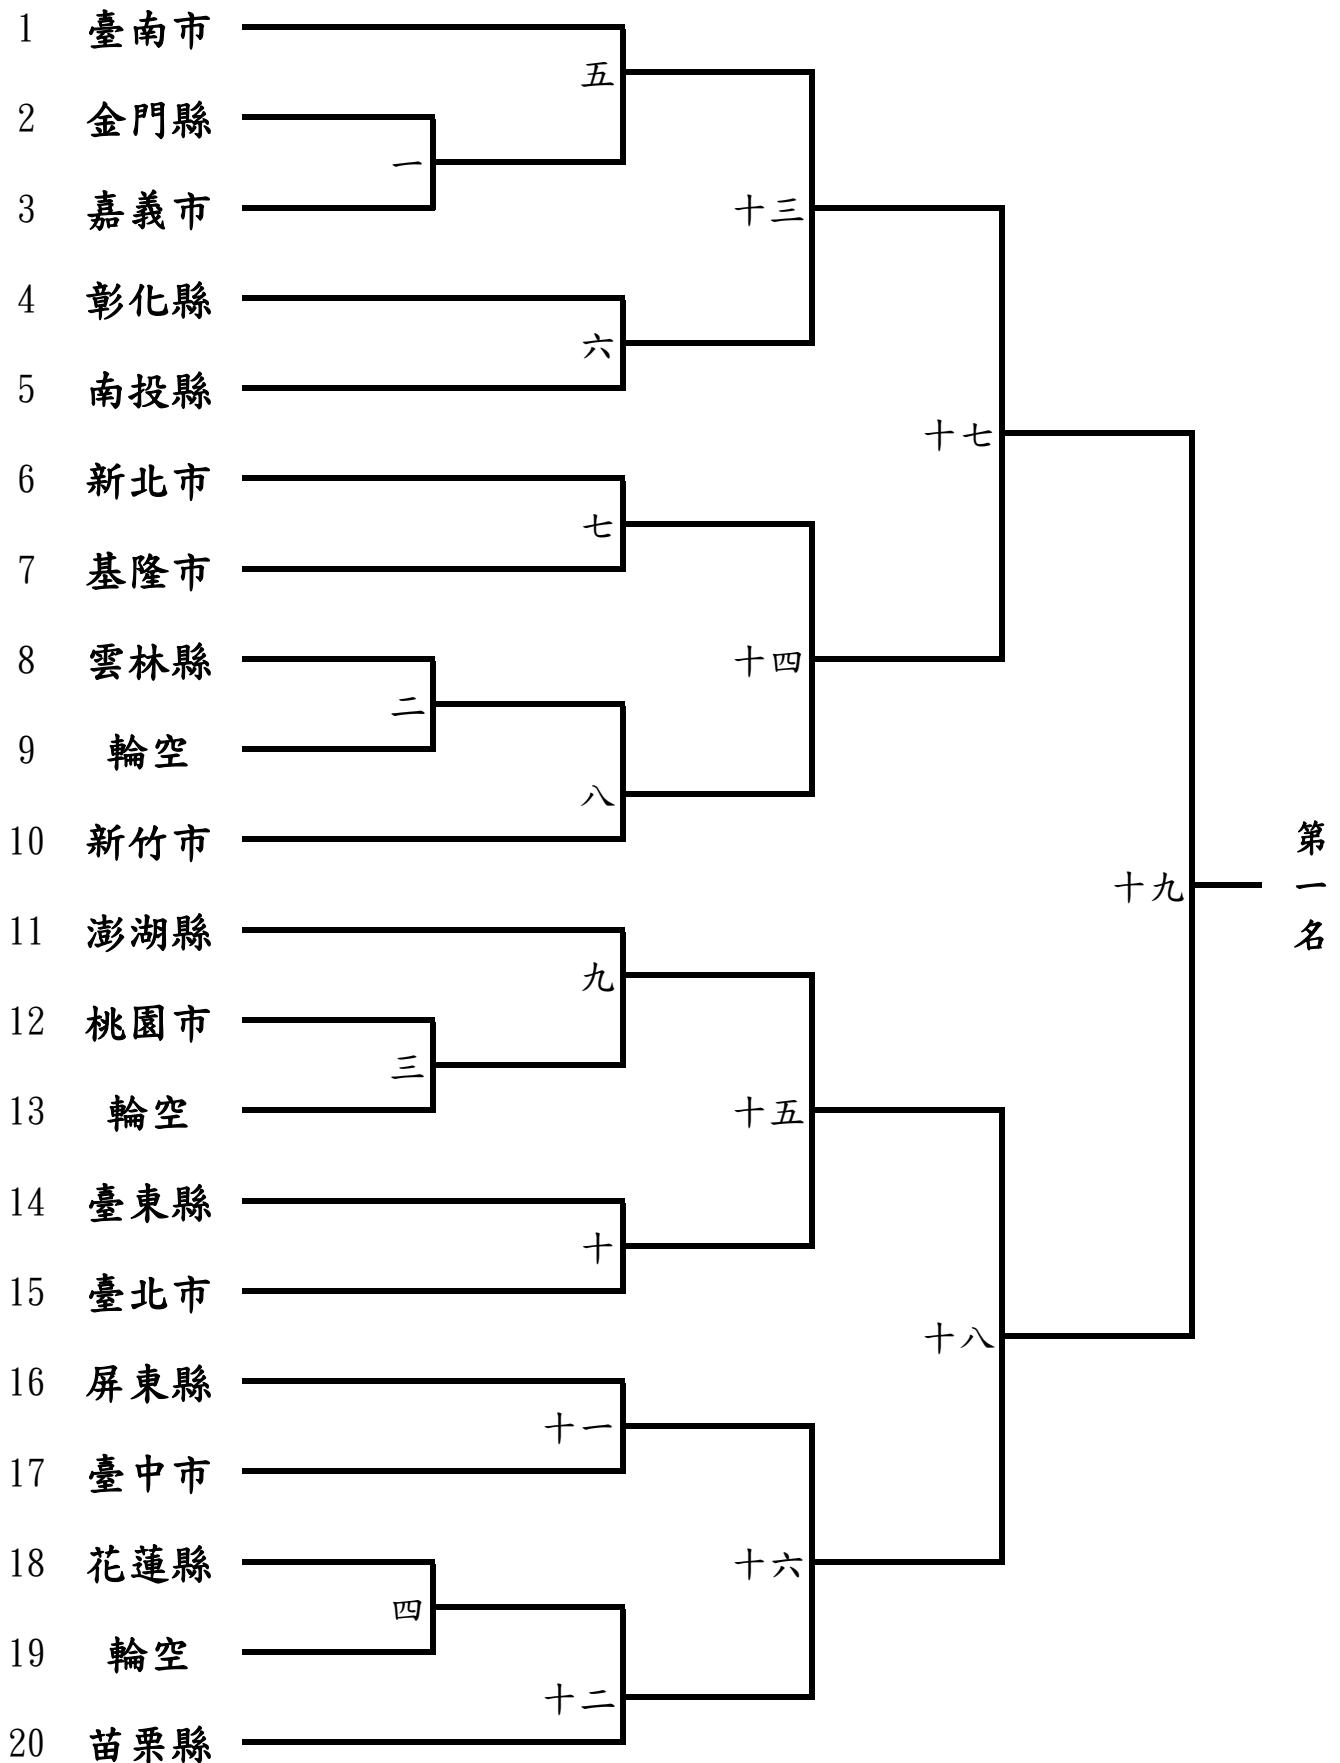 1 臺南市
五
2 金門縣
一
3 嘉義市
十三
4 彰化縣
六
5 南投縣
十七
6 新北市
七
7 基隆市
8 雲林縣
十四
二
9 輪空
八
10 新竹市
第一名
十九
11 澎湖縣
九
12 桃園市
三
13 輪空
十五
14 臺東縣
十
15 臺北市
十八
16 屏東縣
十一
17 臺中市
18 花蓮縣
十六
四
19 輪空
十二
20 苗栗縣